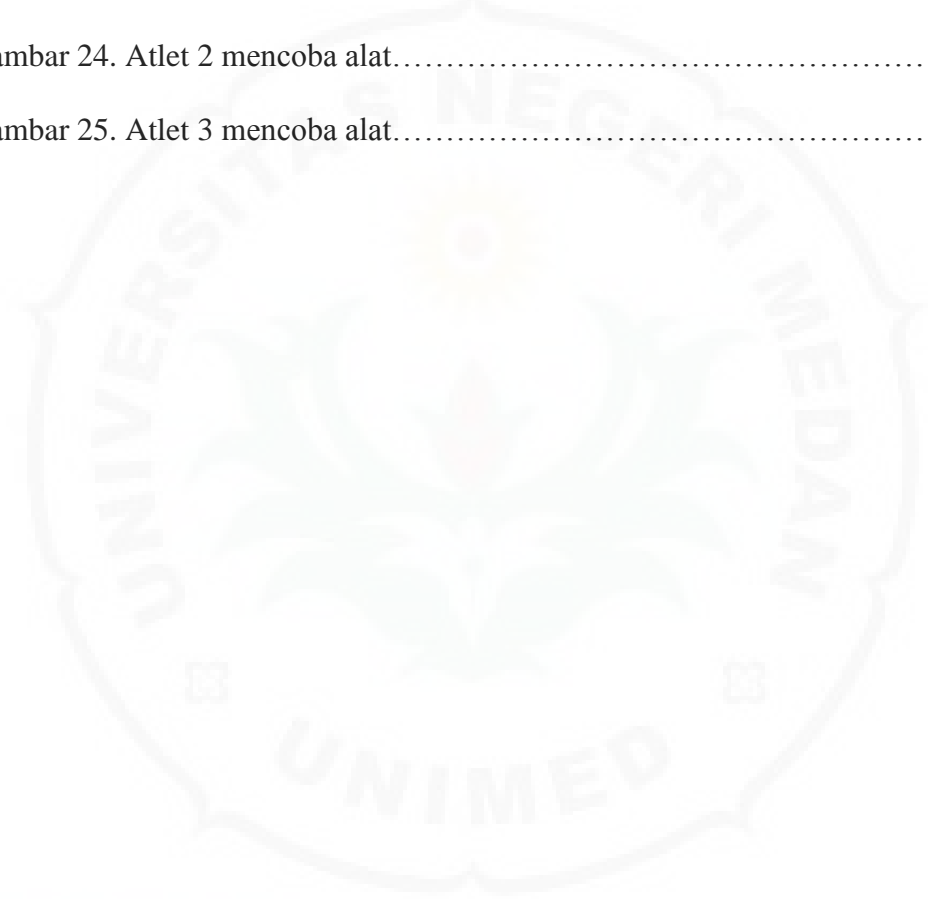 ambar 24. Atlet 2 mencoba alat………………………………………………
ambar 25. Atlet 3 mencoba alat………………………………………………
UNIVERSITAS NEGERI MEDAN
UNIMED